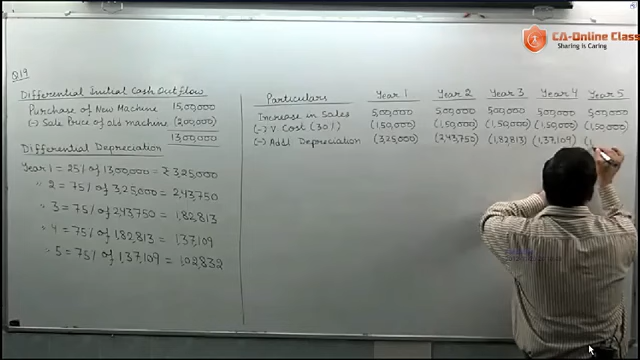 CA-Online Class
Sharing is Caring
Q19
Differential Initial Cash Outflow
Purchase of New Machine 15,00,000
(-) Sale Price of old machine (2,00,000)
13,00,000
Differential Depreciation
Year 1 = 25% of 13,00,000 = ₹ 3,25,000
" 2 = 75% of 3,25,000 = 2,43,750
" 3 = 75% of 2,43,750 = 1,82,813
" 4 = 75% of 1,82,813 = 1,37,109
" 5 = 75% of 1,37,109 = 1,02,832
Particulars Year 1 Year 2 Year 3 Year 4 Year 5
Increase in Sales 5,00,000 5,00,000 5,00,000 5,00,000 5,00,000
(-) V Cost (30%) (1,50,000) (1,50,000) (1,50,000) (1,50,000) (1,50,000)
(-) Addl Depreciation (3,25,000) (2,43,750) (1,82,813) (1,37,109) (1